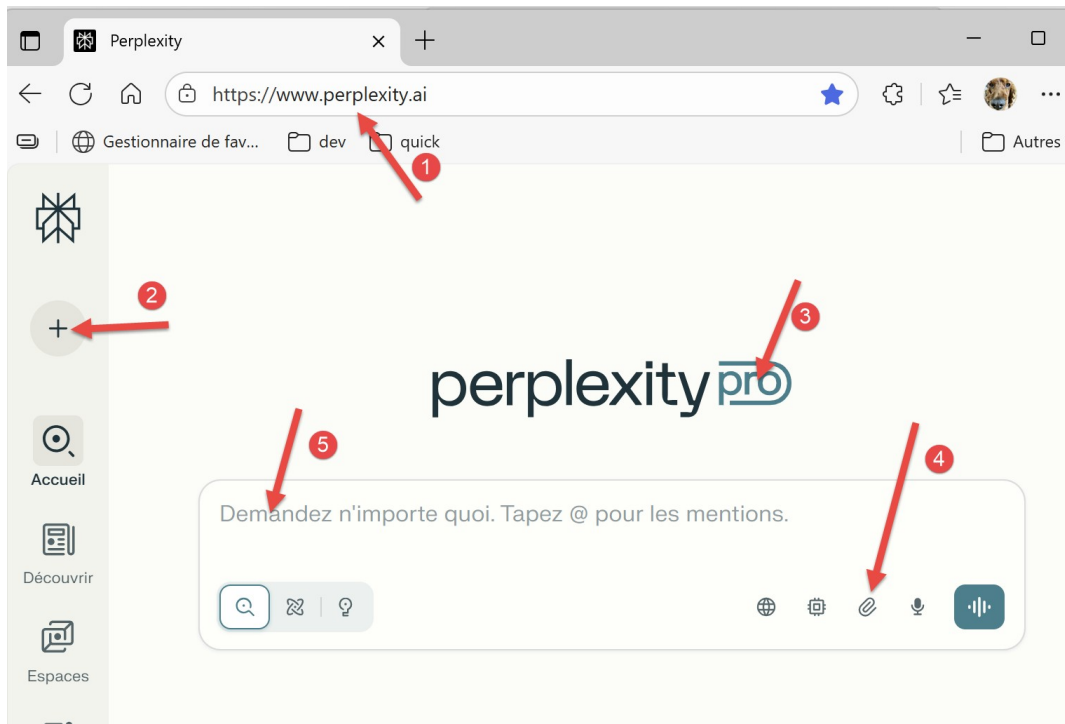 Perplexity
https://www.perplexity.ai
Gestionnaire de fav... dev quick Autres
1
2
3
perplexity pro
4
5
Accueil
Demandez n'importe quoi. Tapez @ pour les mentions.
Découvrir
Espaces